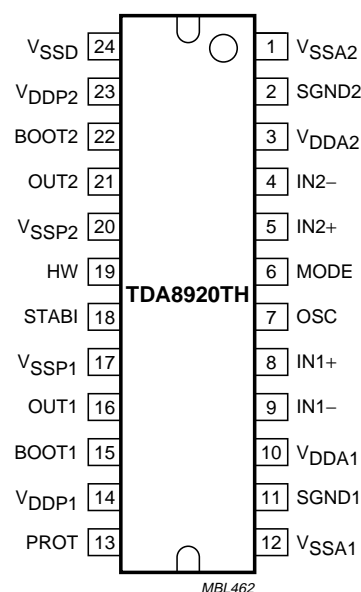 VSSD 24 1 VSSA2
VDDP2 23 2 SGND2
BOOT2 22 3 VDDA2
OUT2 21 4 IN2−
VSSP2 20 5 IN2+
HW 19 6 MODE
TDA8920TH
STABI 18 7 OSC
VSSP1 17 8 IN1+
OUT1 16 9 IN1−
BOOT1 15 10 VDDA1
VDDP1 14 11 SGND1
PROT 13 12 VSSA1
MBL462